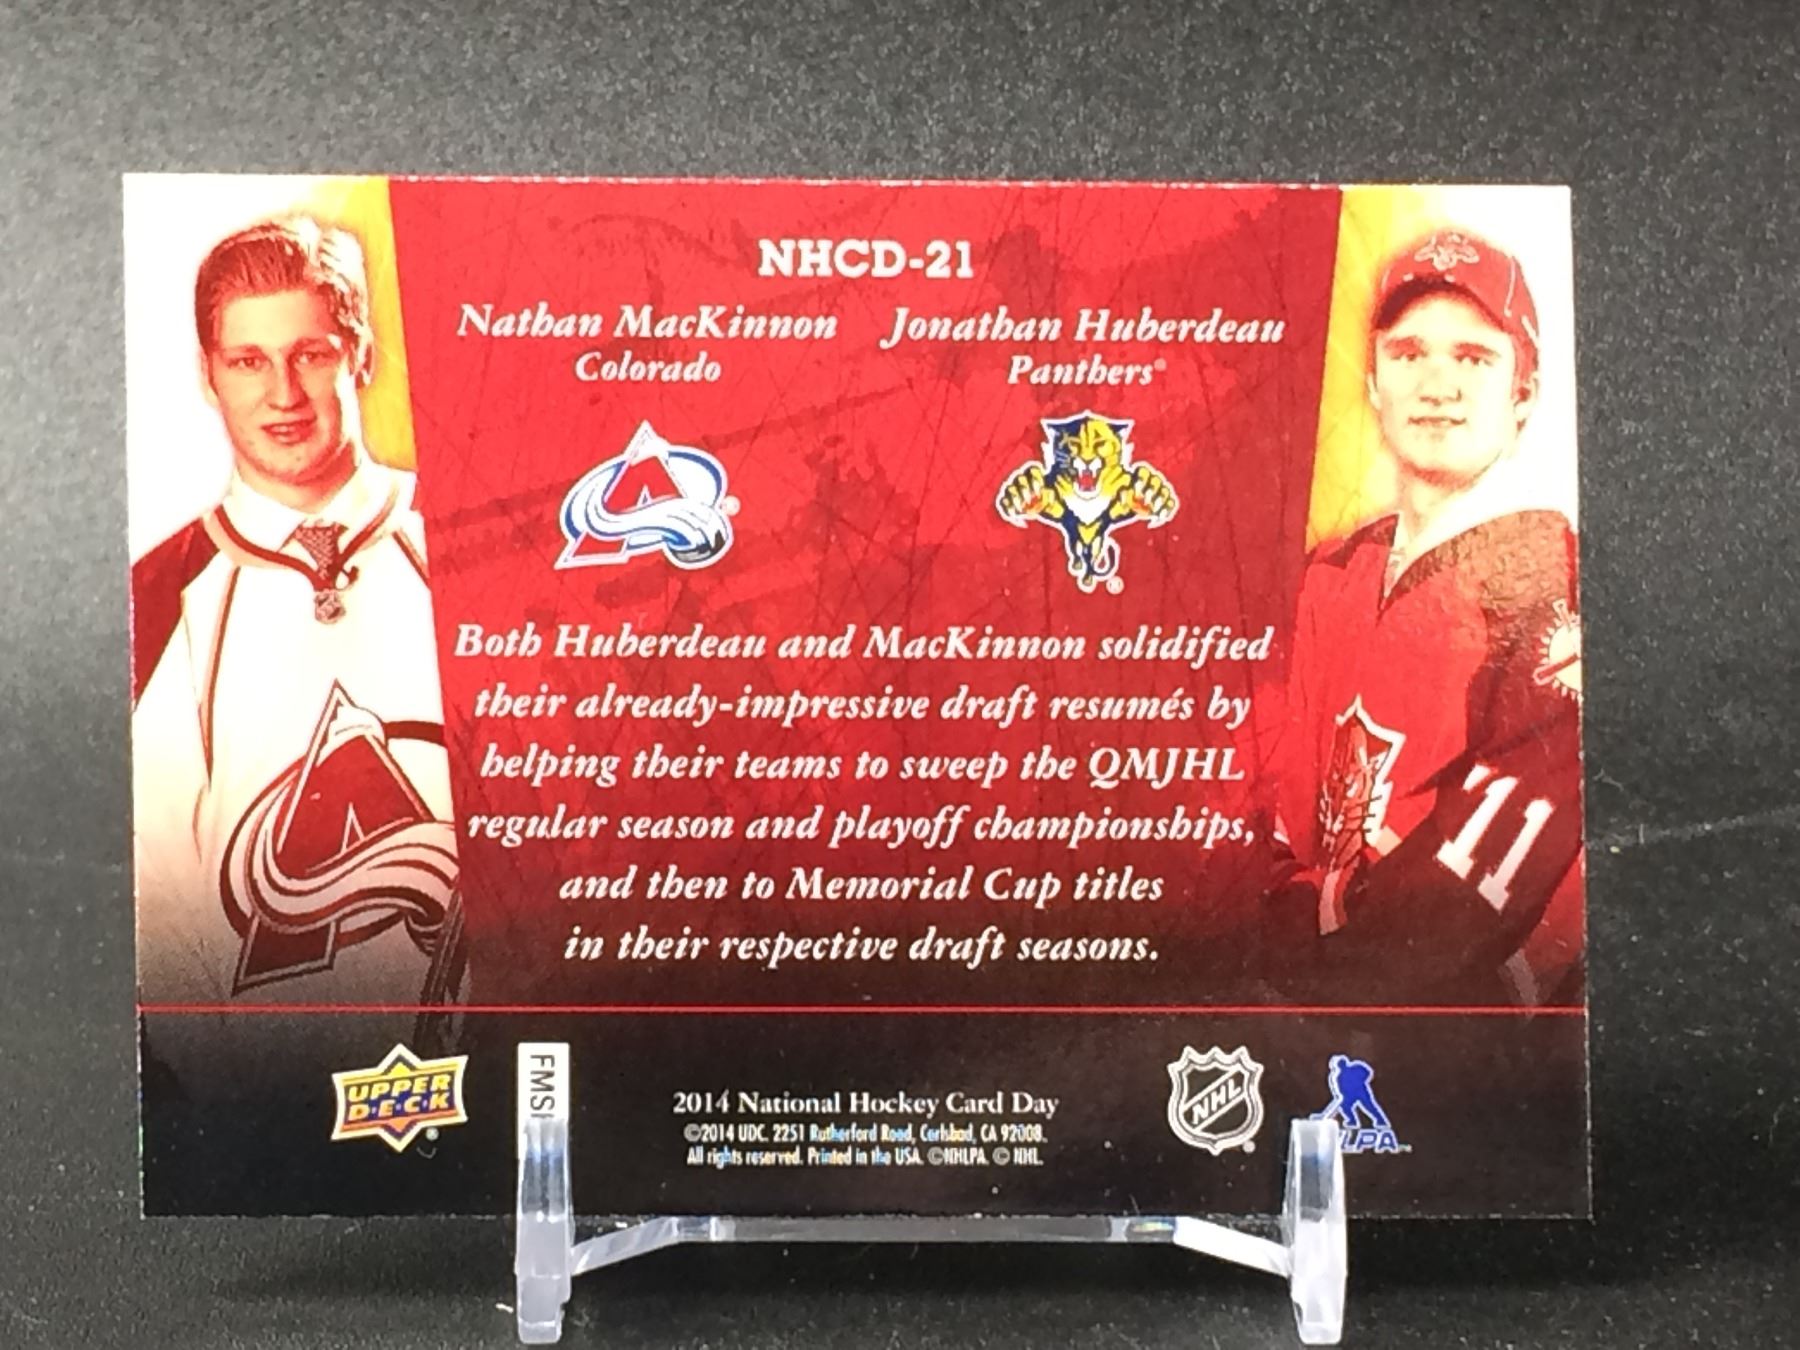 NHCD-21
Nathan MacKinnon
Colorado
Jonathan Huberdeau
Panthers®
Both Huberdeau and MacKinnon solidified
their already-impressive draft resumés by
helping their teams to sweep the QMJHL
regular season and playoff championships,
and then to Memorial Cup titles
in their respective draft seasons.
'11
UPPER
D•E•C•K
FMSI
2014 National Hockey Card Day
©2014 UDC. 2251 Rutherford Road, Carlsbad, CA 92008.
All rights reserved. Printed in the USA. ©NHLPA. © NHL.
NHL
LPA